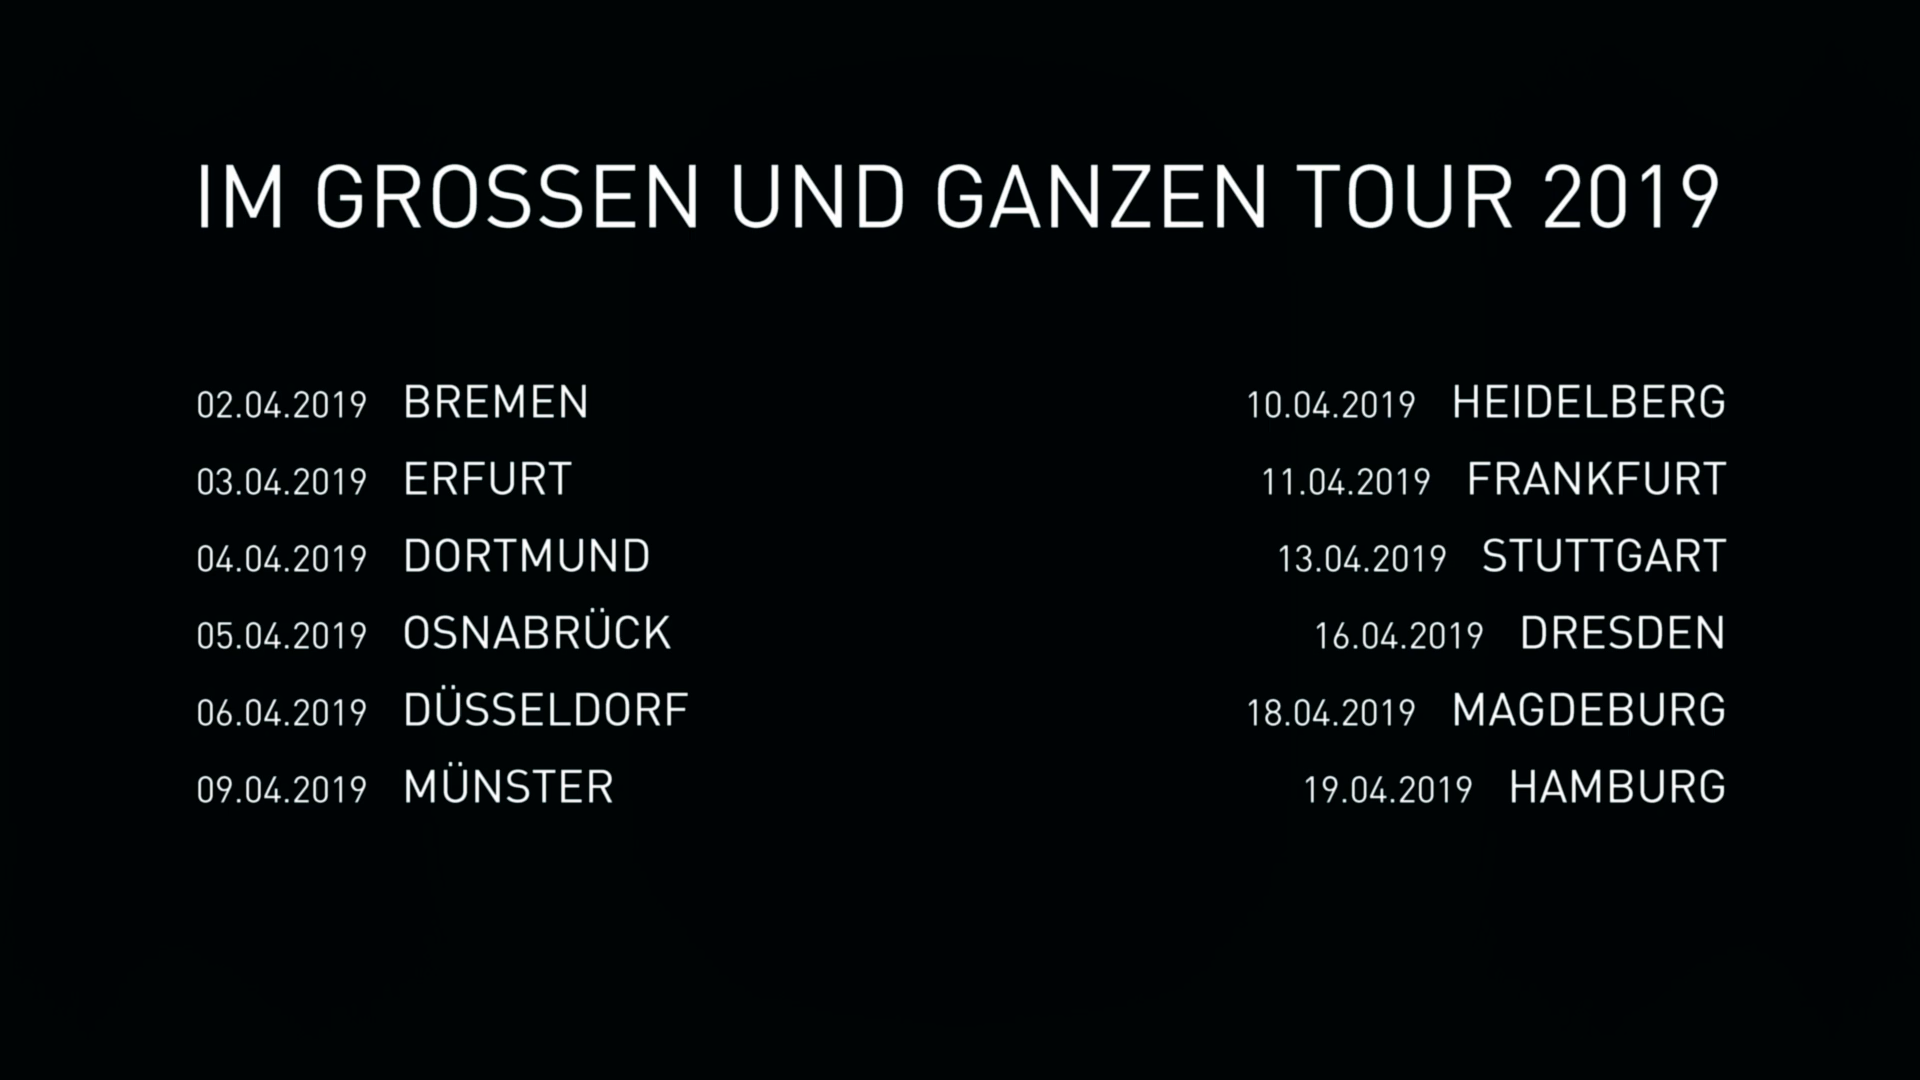 IM GROSSEN UND GANZEN TOUR 2019
02.04.2019 BREMEN
03.04.2019 ERFURT
04.04.2019 DORTMUND
05.04.2019 OSNABRÜCK
06.04.2019 DÜSSELDORF
09.04.2019 MÜNSTER
10.04.2019 HEIDELBERG
11.04.2019 FRANKFURT
13.04.2019 STUTTGART
16.04.2019 DRESDEN
18.04.2019 MAGDEBURG
19.04.2019 HAMBURG